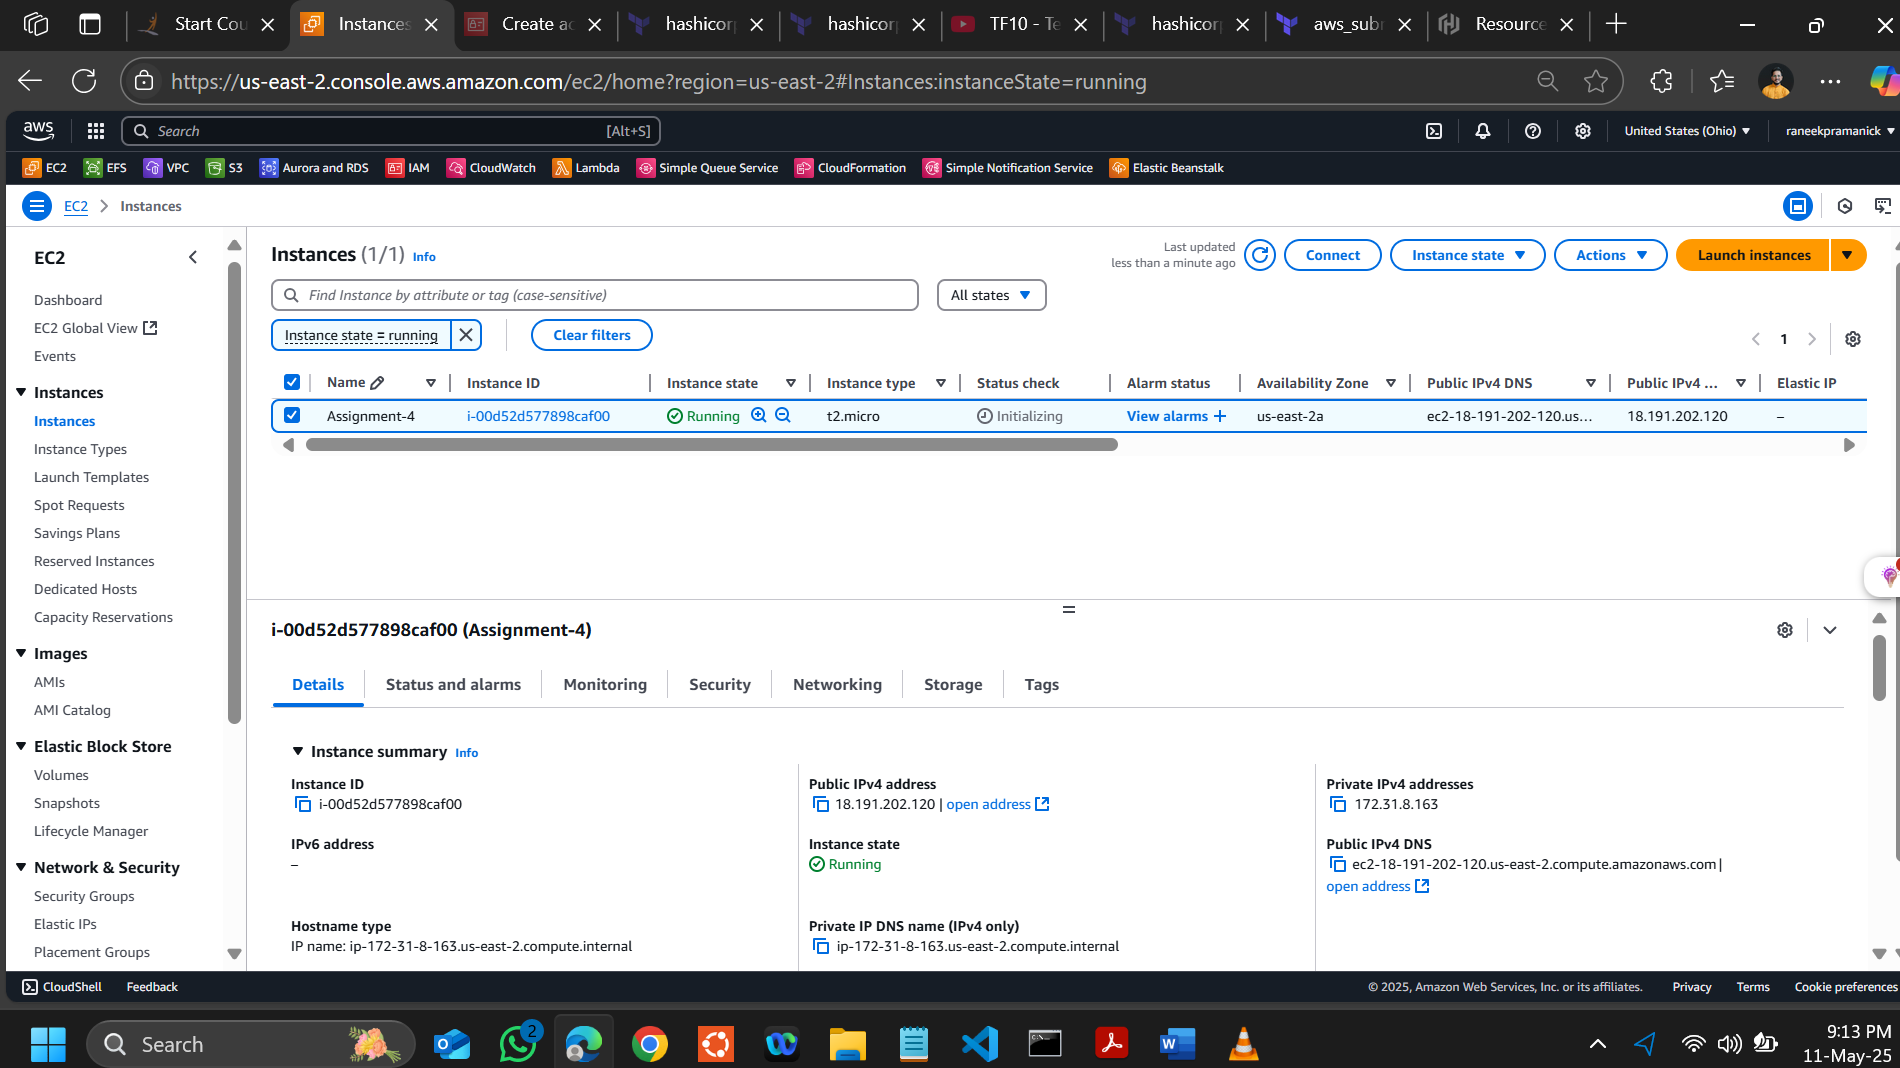 Start Cou
Instances
Create ac
hashicorp
hashicorp
TF10 - Te
hashicorp
aws_subn
Resource
https://us-east-2.console.aws.amazon.com/ec2/home?region=us-east-2#Instances:instanceState=running
aws
Search
[Alt+S]
United States (Ohio)
raneekpramanick
EC2
EFS
VPC
S3
Aurora and RDS
IAM
CloudWatch
Lambda
Simple Queue Service
CloudFormation
Simple Notification Service
Elastic Beanstalk
EC2 > Instances
EC2
Dashboard
EC2 Global View
Events
Instances
Instances
Instance Types
Launch Templates
Spot Requests
Savings Plans
Reserved Instances
Dedicated Hosts
Capacity Reservations
Images
AMIs
AMI Catalog
Elastic Block Store
Volumes
Snapshots
Lifecycle Manager
Network & Security
Security Groups
Elastic IPs
Placement Groups
Instances (1/1) Info
Last updated
less than a minute ago
Connect
Instance state
Actions
Launch instances
Find Instance by attribute or tag (case-sensitive)
All states
Instance state = running
Clear filters
1
Name
Instance ID
Instance state
Instance type
Status check
Alarm status
Availability Zone
Public IPv4 DNS
Public IPv4 ...
Elastic IP
Assignment-4
i-00d52d577898caf00
Running
t2.micro
Initializing
View alarms +
us-east-2a
ec2-18-191-202-120.us...
18.191.202.120
–
i-00d52d577898caf00 (Assignment-4)
Details
Status and alarms
Monitoring
Security
Networking
Storage
Tags
Instance summary Info
Instance ID
i-00d52d577898caf00
Public IPv4 address
18.191.202.120 | open address
Private IPv4 addresses
172.31.8.163
IPv6 address
–
Instance state
Running
Public IPv4 DNS
ec2-18-191-202-120.us-east-2.compute.amazonaws.com |
open address
Hostname type
IP name: ip-172-31-8-163.us-east-2.compute.internal
Private IP DNS name (IPv4 only)
ip-172-31-8-163.us-east-2.compute.internal
CloudShell
Feedback
© 2025, Amazon Web Services, Inc. or its affiliates.
Privacy
Terms
Cookie preferences
Search
2
9:13 PM
11-May-25